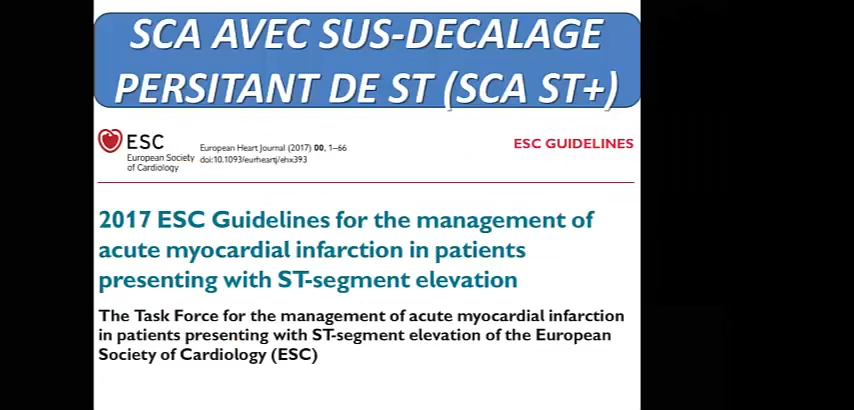 SCA AVEC SUS-DECALAGE
PERSITANT DE ST (SCA ST+)
ESC
European Society
of Cardiology
European Heart Journal (2017) 00, 1–66
doi:10.1093/eurheartj/ehx393
ESC GUIDELINES
2017 ESC Guidelines for the management of
acute myocardial infarction in patients
presenting with ST-segment elevation
The Task Force for the management of acute myocardial infarction
in patients presenting with ST-segment elevation of the European
Society of Cardiology (ESC)